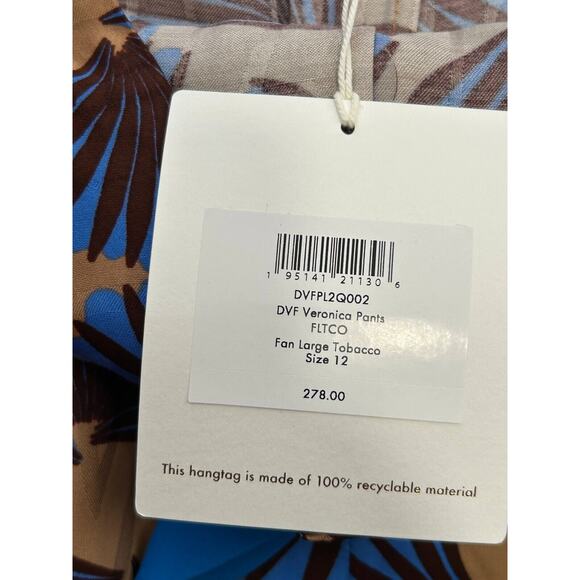 1 95141 21130 6
DVFPL2Q002
DVF Veronica Pants
FLTCO
Fan Large Tobacco
Size 12
278.00
This hangtag is made of 100% recyclable material